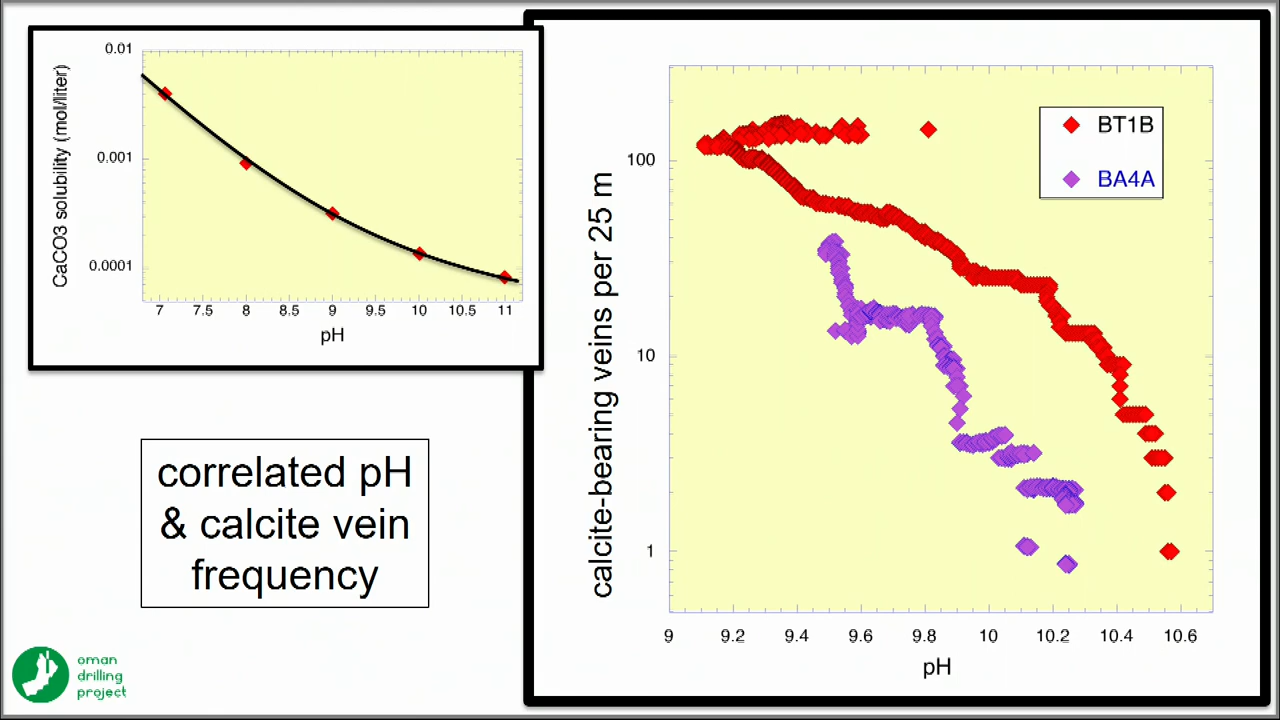 0.01
0.001
0.0001
CaCO3 solubility (mol/liter)
7 7.5 8 8.5 9 9.5 10 10.5 11
pH
correlated pH
& calcite vein
frequency
oman
drilling
project
100
10
1
calcite-bearing veins per 25 m
BT1B
BA4A
9 9.2 9.4 9.6 9.8 10 10.2 10.4 10.6
pH